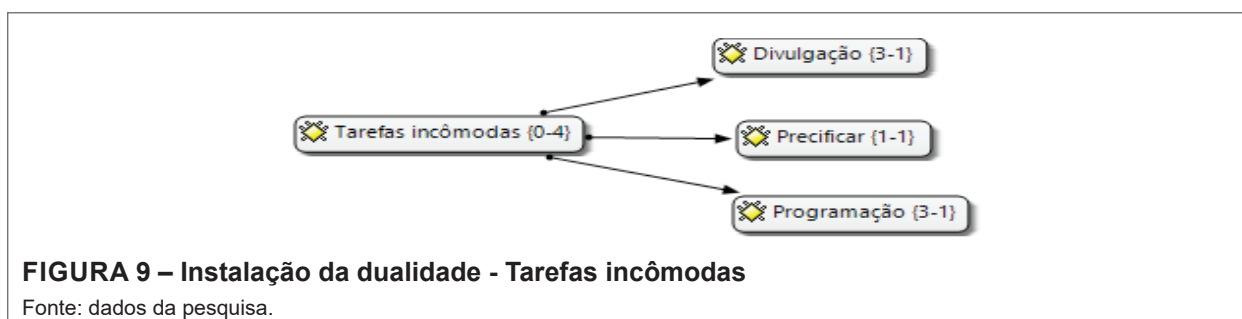 Divulgação {3-1}
Tarefas incômodas {0-4}
Precificar {1-1}
Programação {3-1}
FIGURA 9 – Instalação da dualidade - Tarefas incômodas
Fonte: dados da pesquisa.